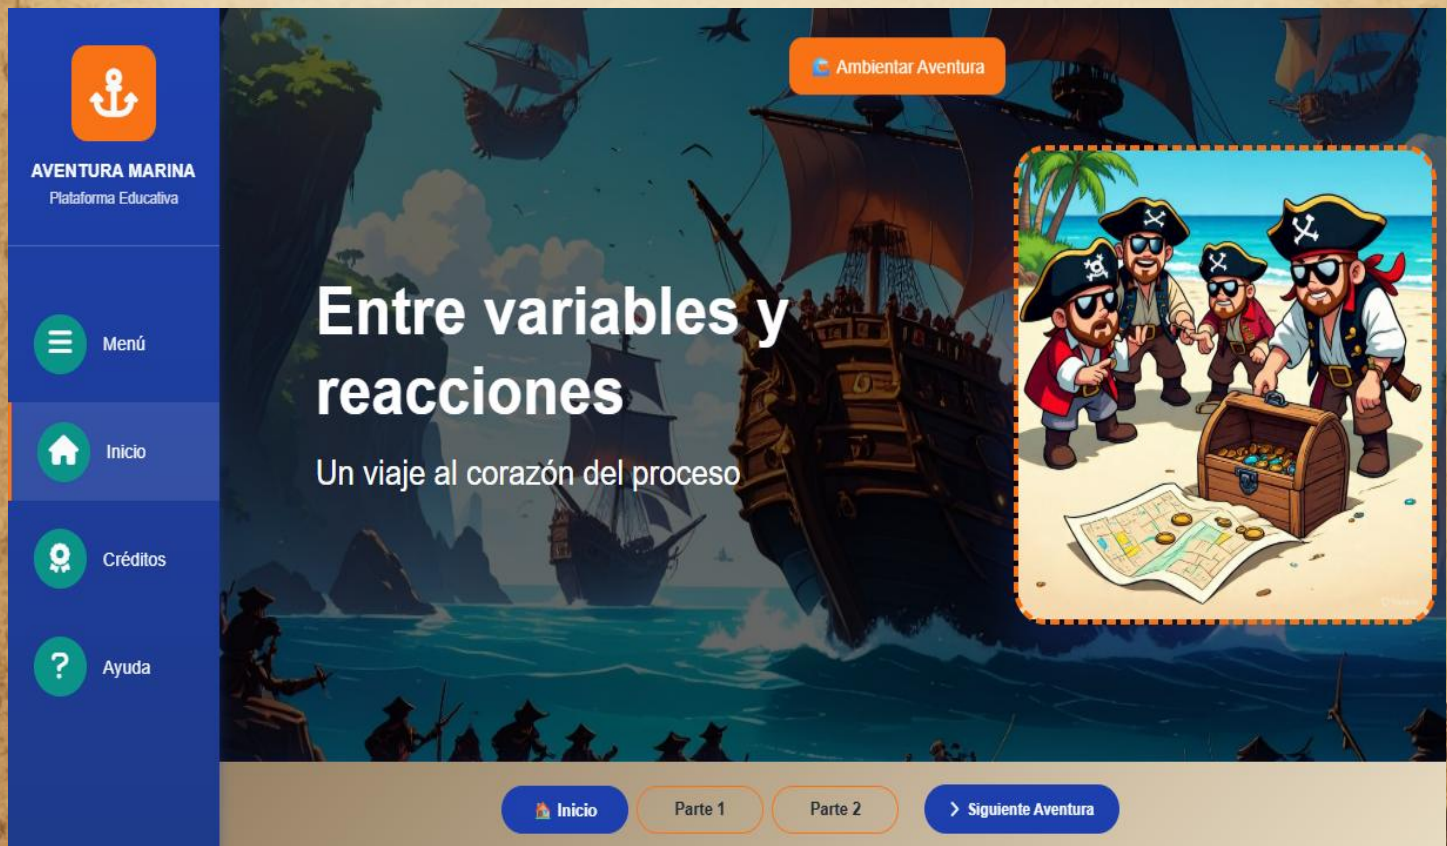 AVENTURA MARINA
Plataforma Educativa
Menú
Inicio
Créditos
Ayuda
Ambientar Aventura
Entre variables y
reacciones
Un viaje al corazón del proceso
Inicio
Parte 1
Parte 2
Siguiente Aventura